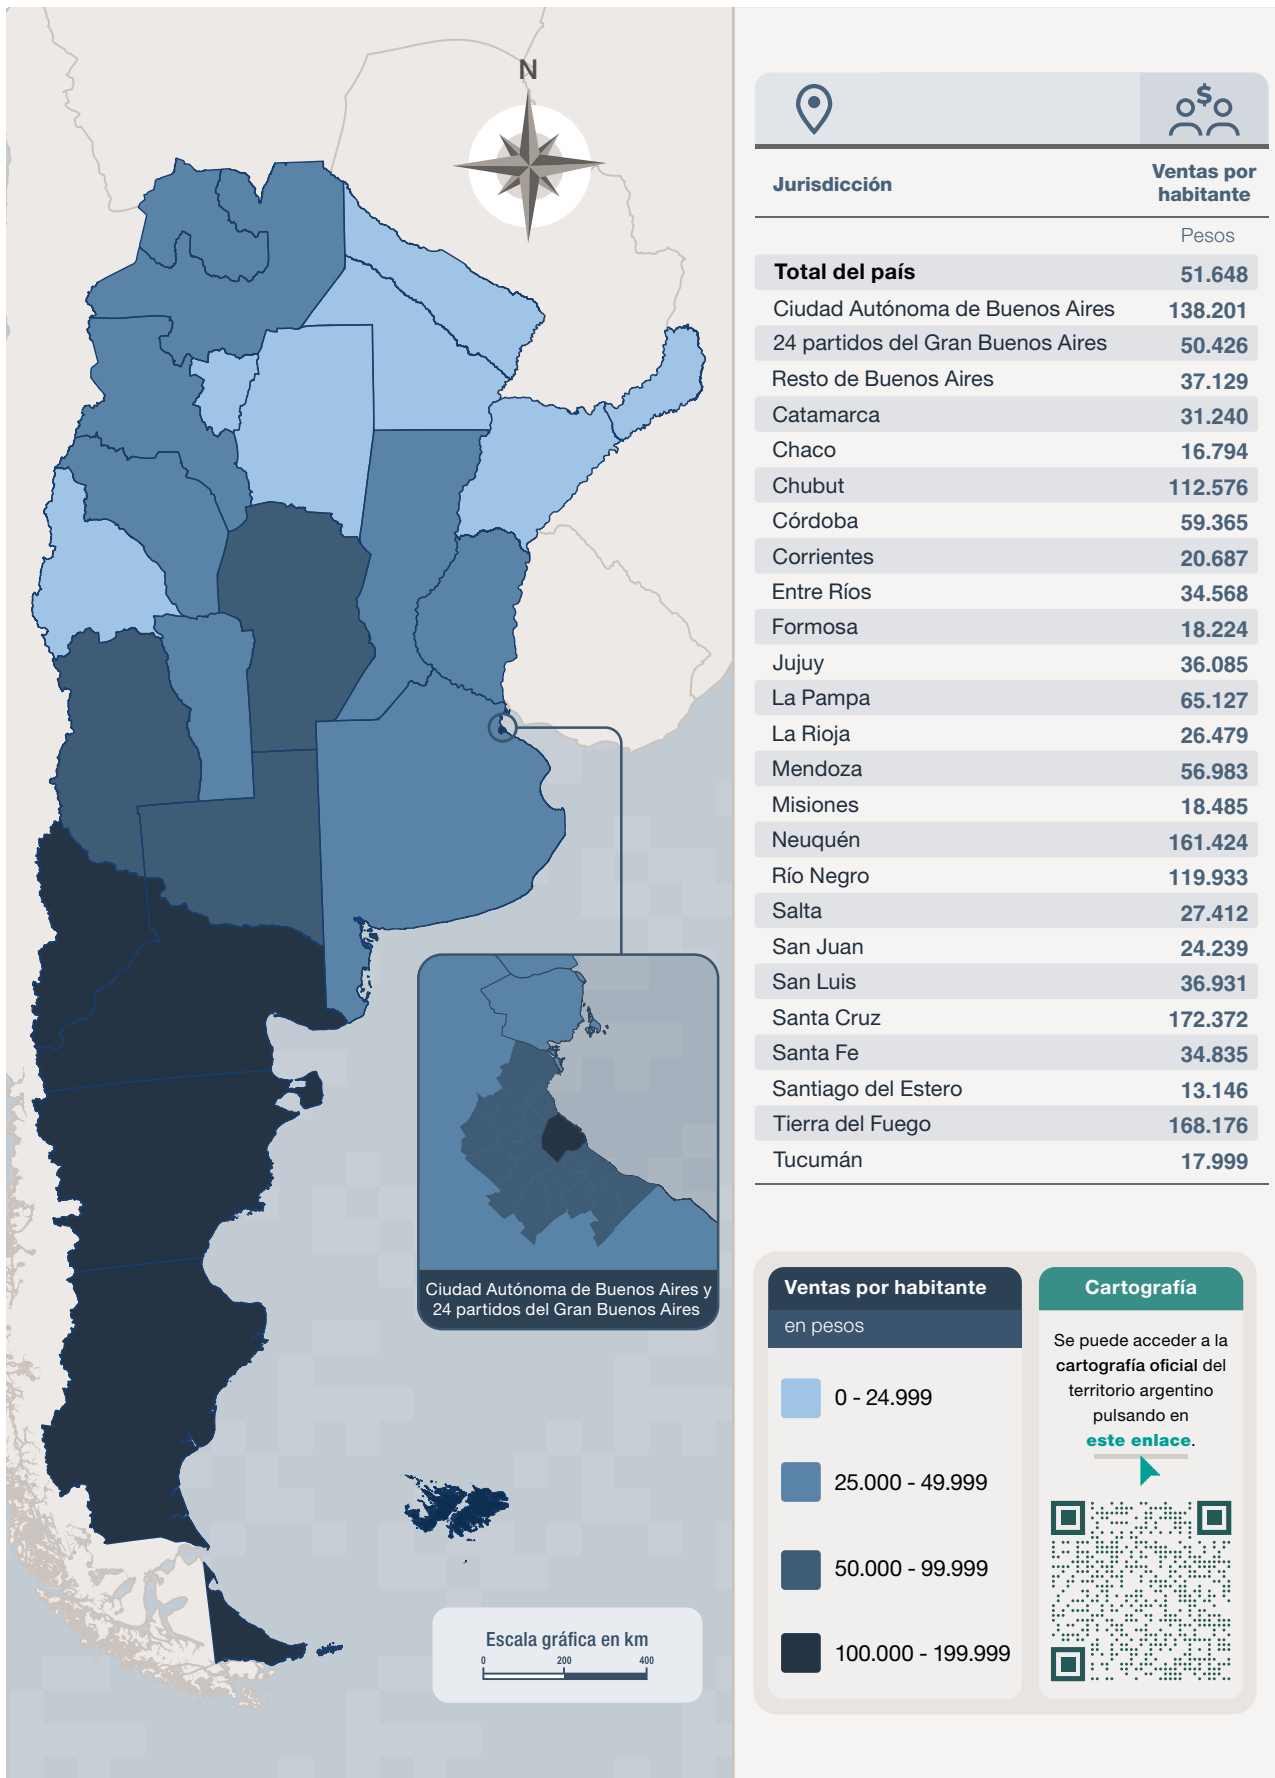 N
$
Jurisdicción
Ventas por
habitante
Pesos
Total del país 51.648
Ciudad Autónoma de Buenos Aires 138.201
24 partidos del Gran Buenos Aires 50.426
Resto de Buenos Aires 37.129
Catamarca 31.240
Chaco 16.794
Chubut 112.576
Córdoba 59.365
Corrientes 20.687
Entre Ríos 34.568
Formosa 18.224
Jujuy 36.085
La Pampa 65.127
La Rioja 26.479
Mendoza 56.983
Misiones 18.485
Neuquén 161.424
Río Negro 119.933
Salta 27.412
San Juan 24.239
San Luis 36.931
Santa Cruz 172.372
Santa Fe 34.835
Santiago del Estero 13.146
Tierra del Fuego 168.176
Tucumán 17.999
Ciudad Autónoma de Buenos Aires y
24 partidos del Gran Buenos Aires
Escala gráfica en km
0 200 400
Ventas por habitante
en pesos
0 - 24.999
25.000 - 49.999
50.000 - 99.999
100.000 - 199.999
Cartografía
Se puede acceder a la
cartografía oficial del
territorio argentino
pulsando en
este enlace.